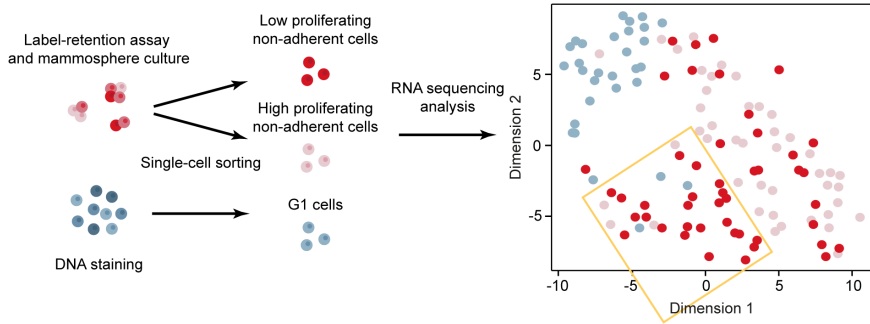 Label-retention assay
and mammosphere culture
DNA staining
Single-cell sorting
Low proliferating
non-adherent cells
High proliferating
non-adherent cells
G1 cells
RNA sequencing
analysis
Dimension 2
5
0
-5
-10
-5
0
5
10
Dimension 1